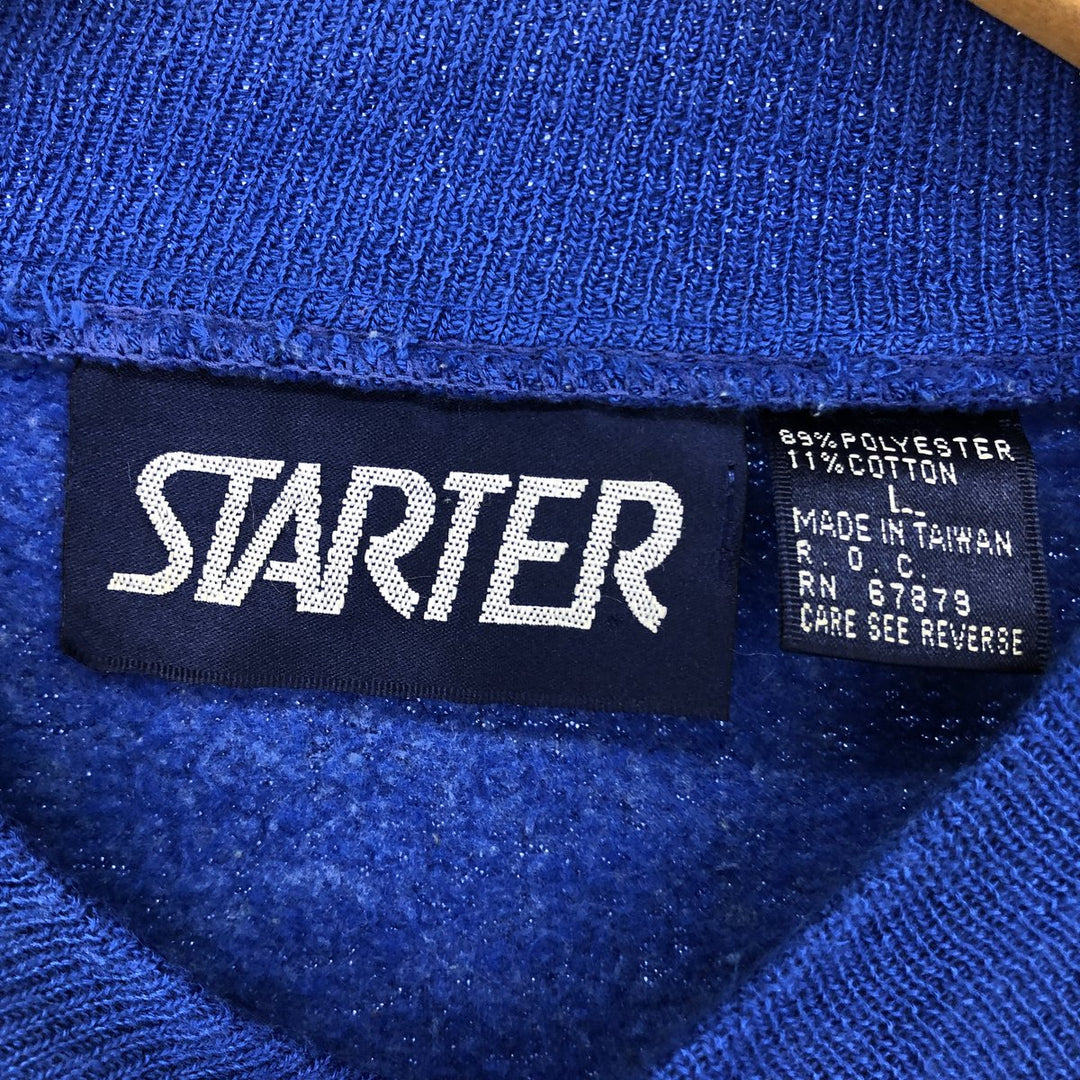 STARTER
89% POLYESTER
11% COTTON
L
MADE IN TAIWAN
R. O. C.
RN 67879
CARE SEE REVERSE